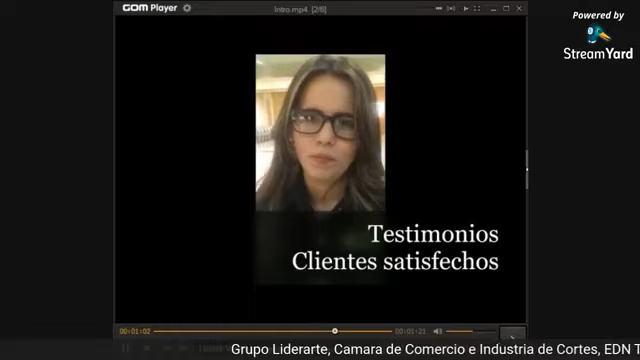 GOM Player
Intro.mp4 [2/6]
Powered by
StreamYard
Testimonios
Clientes satisfechos
00:01:02
00:01:21
Grupo Liderarte, Camara de Comercio e Industria de Cortes, EDN T